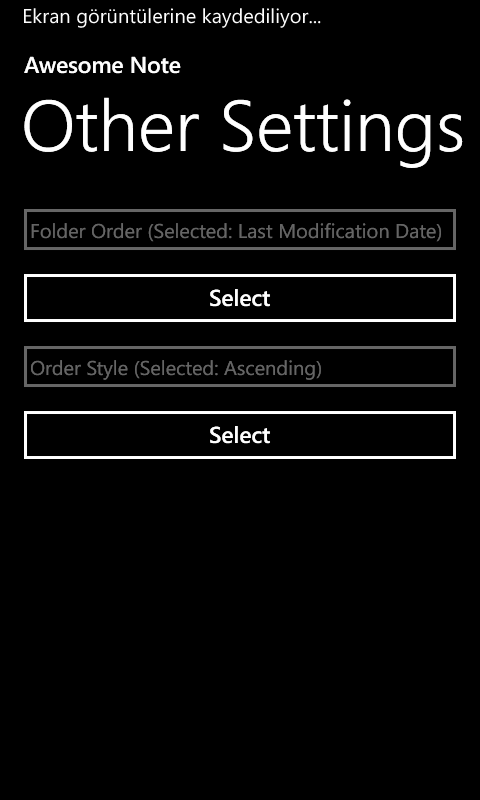 Ekran görüntülerine kaydediliyor...
Awesome Note
Other Settings
Folder Order (Selected: Last Modification Date)
Select
Order Style (Selected: Ascending)
Select